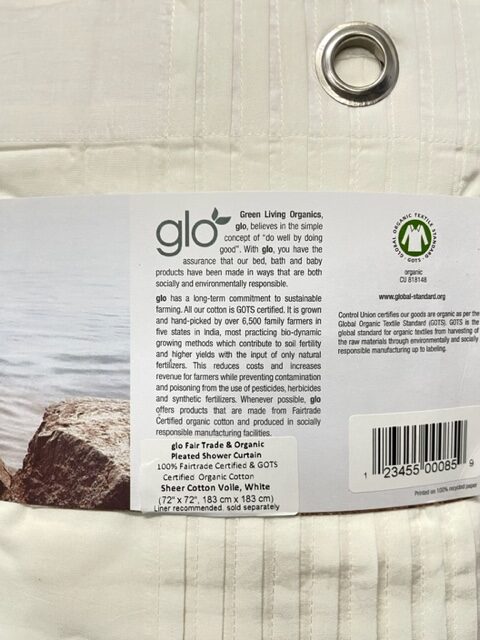 glo
Green Living Organics,
glo, believes in the simple
concept of "do well by doing
good". With glo, you have the
assurance that our bed, bath and baby
products have been made in ways that are both
socially and environmentally responsible.
glo has a long-term commitment to sustainable
farming. All our cotton is GOTS certified. It is grown
and hand-picked by over 6,500 family farmers in
five states in India, most practicing bio-dynamic
growing methods which contribute to soil fertility
and higher yields with the input of only natural
fertilizers. This reduces costs and increases
revenue for farmers while preventing contamination
and poisoning from the use of pesticides, herbicides
and synthetic fertilizers. Whenever possible, glo
offers products that are made from Fairtrade
Certified organic cotton and produced in socially
responsible manufacturing facilities.
glo Fair Trade & Organic
Pleated Shower Curtain
100% Fairtrade Certified & GOTS
Certified Organic Cotton
Sheer Cotton Voile, White
(72" x 72", 183 cm x 183 cm)
Liner recommended, sold separately
GLOBAL ORGANIC TEXTILE STANDARD
· GOTS ·
organic
CU 818148
www.global-standard.org
Control Union certifies our goods are organic as per the
Global Organic Textile Standard (GOTS). GOTS is the
global standard for organic textiles from harvesting of
the raw materials through environmentally and socially
responsible manufacturing up to labeling.
1 23455 00085 9
Printed on 100% recycled paper